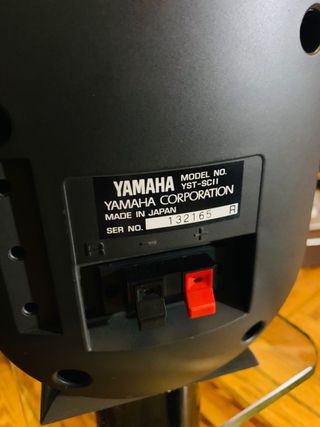 YAMAHA MODEL NO. YST-SC11
YAMAHA CORPORATION
MADE IN JAPAN
SER NO. 132165 R
- +